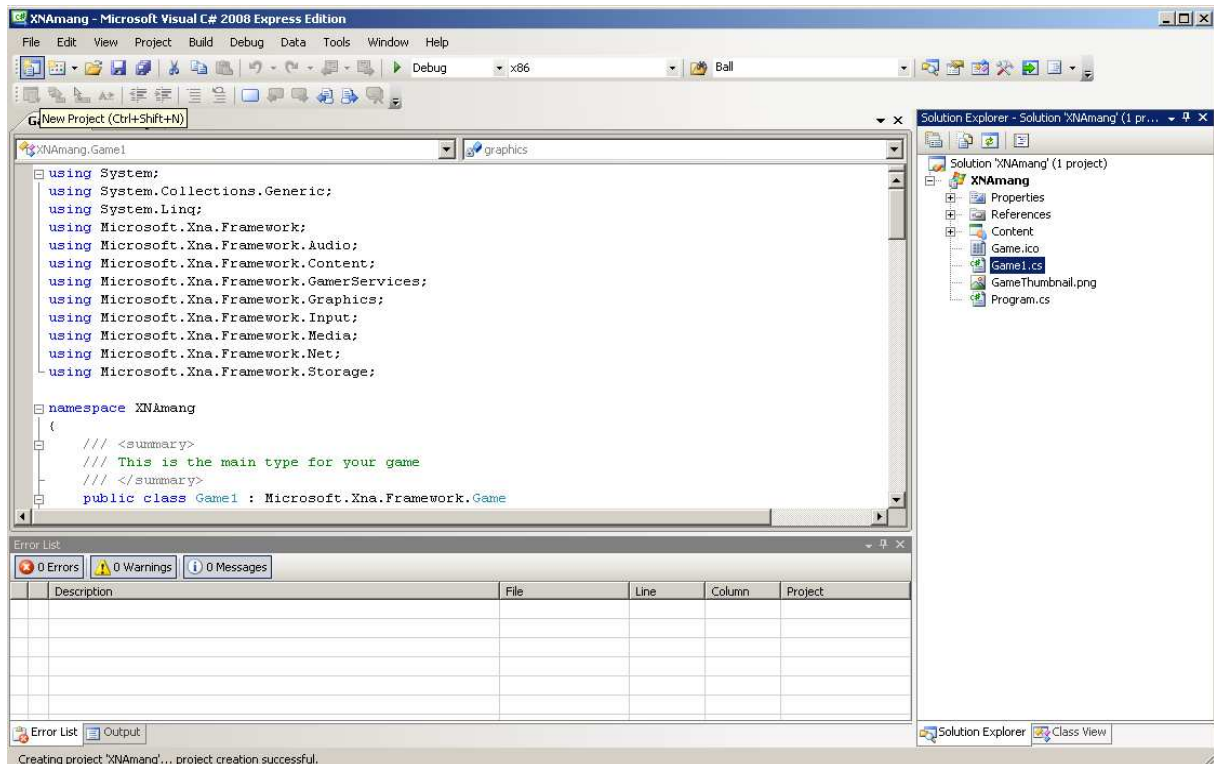 XNAmang - Microsoft Visual C# 2008 Express Edition
File Edit View Project Build Debug Data Tools Window Help
Debug x86 Ball
New Project (Ctrl+Shift+N)
XNAmang.Game1 graphics
using System;
using System.Collections.Generic;
using System.Linq;
using Microsoft.Xna.Framework;
using Microsoft.Xna.Framework.Audio;
using Microsoft.Xna.Framework.Content;
using Microsoft.Xna.Framework.GamerServices;
using Microsoft.Xna.Framework.Graphics;
using Microsoft.Xna.Framework.Input;
using Microsoft.Xna.Framework.Media;
using Microsoft.Xna.Framework.Net;
using Microsoft.Xna.Framework.Storage;
namespace XNAmang
{
/// <summary>
/// This is the main type for your game
/// </summary>
public class Game1 : Microsoft.Xna.Framework.Game
Error List
0 Errors 0 Warnings 0 Messages
Description File Line Column Project
Error List Output
Creating project 'XNAmang'... project creation successful.
Solution Explorer - Solution 'XNAmang' (1 pr...
Solution 'XNAmang' (1 project)
XNAmang
Properties
References
Content
Game.ico
Game1.cs
GameThumbnail.png
Program.cs
Solution Explorer Class View